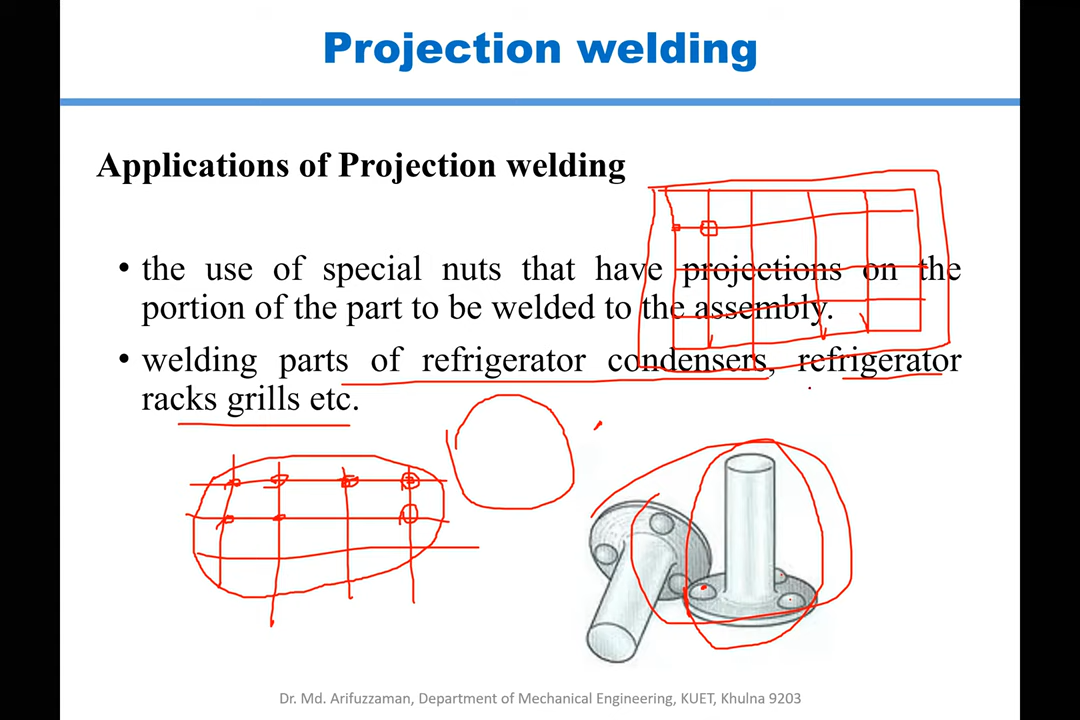 Projection welding
Applications of Projection welding
• the use of special nuts that have projections on the
portion of the part to be welded to the assembly.
• welding parts of refrigerator condensers, refrigerator
racks grills etc.
Dr. Md. Arifuzzaman, Department of Mechanical Engineering, KUET, Khulna 9203